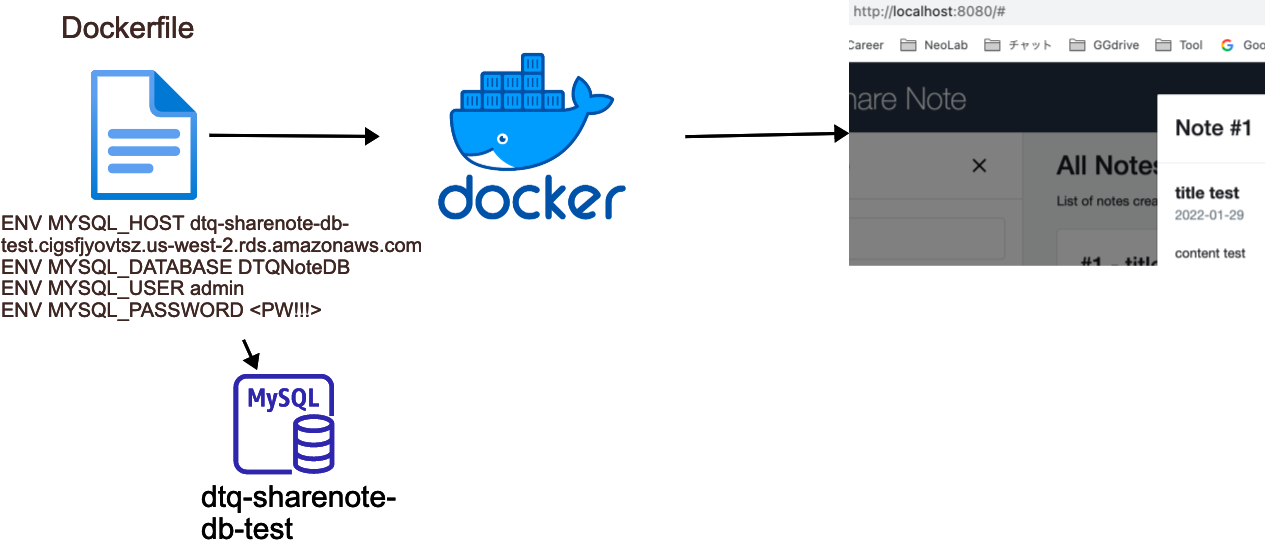 Dockerfile
ENV MYSQL_HOST dtq-sharenote-db-
test.cigsfjyovtsz.us-west-2.rds.amazonaws.com
ENV MYSQL_DATABASE DTQNoteDB
ENV MYSQL_USER admin
ENV MYSQL_PASSWORD <PW!!!>
MySQL
dtq-sharenote-
db-test
docker
http://localhost:8080/#
Career NeoLab チャット GGdrive Tool Goo
hare Note
All Notes
List of notes crea
#1 - title
Note #1
title test
2022-01-29
content test